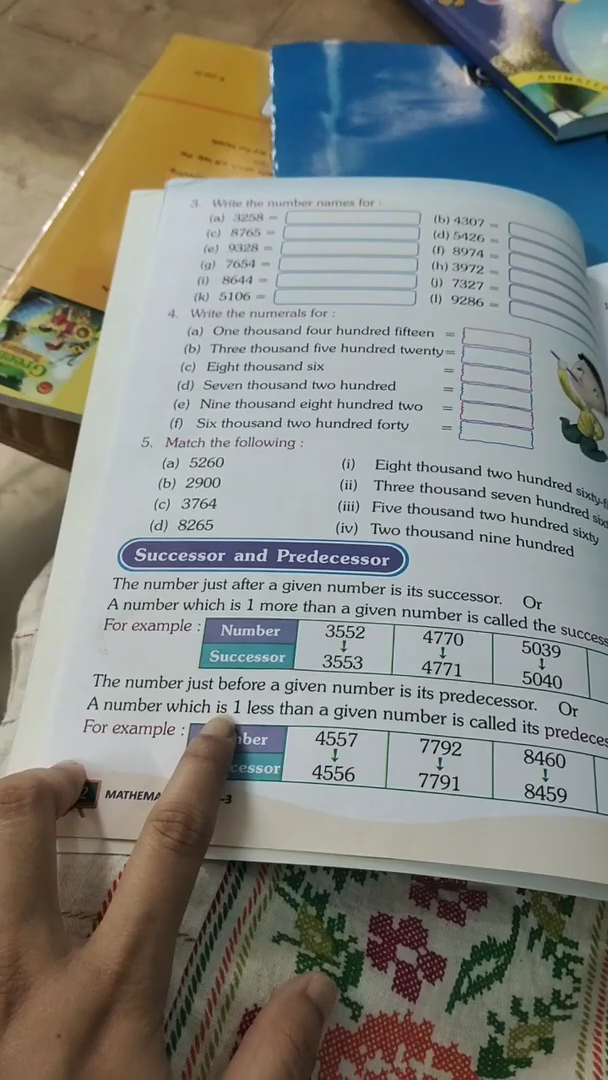 ANIMATED
3. Write the number names for :
(a) 3258 = (b) 4307 =
(c) 8765 = (d) 5426 =
(e) 9328 = (f) 8974 =
(g) 7654 = (h) 3972 =
(i) 8644 = (j) 7327 =
(k) 5106 = (l) 9286 =
4. Write the numerals for :
(a) One thousand four hundred fifteen =
(b) Three thousand five hundred twenty=
(c) Eight thousand six =
(d) Seven thousand two hundred =
(e) Nine thousand eight hundred two =
(f) Six thousand two hundred forty =
5. Match the following :
(a) 5260 (i) Eight thousand two hundred
(b) 2900 (ii) Three thousand seven hundred
(c) 3764 (iii) Five thousand two hundred sixty
(d) 8265 (iv) Two thousand nine hundred
Successor and Predecessor
The number just after a given number is its successor. Or
A number which is 1 more than a given number is called the
For example : Number 3552 4770 5039
↓ ↓ ↓
Successor 3553 4771 5040
The number just before a given number is its predecessor. Or
A number which is 1 less than a given number is called its
For example : 4557 7792 8460
↓ ↓ ↓
4556 7791 8459
-3